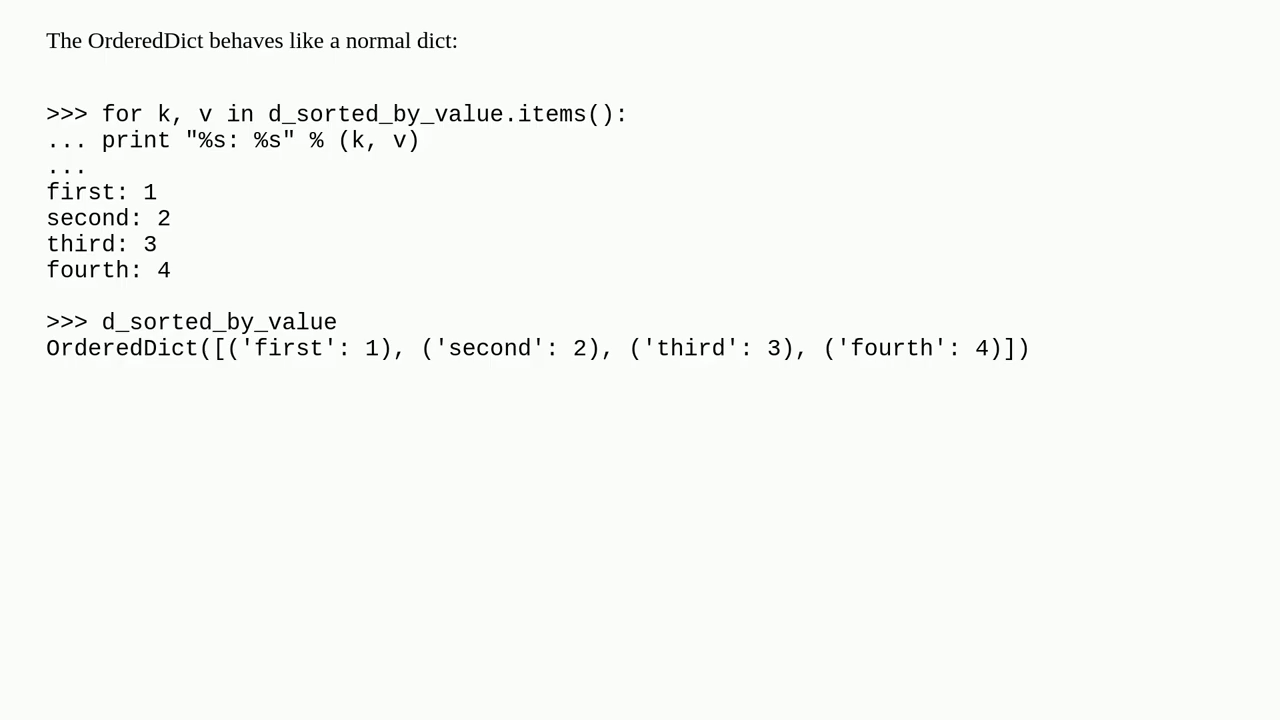 The OrderedDict behaves like a normal dict:
>>> for k, v in d_sorted_by_value.items():
... print "%s: %s" % (k, v)
...
first: 1
second: 2
third: 3
fourth: 4
>>> d_sorted_by_value
OrderedDict([('first': 1), ('second': 2), ('third': 3), ('fourth': 4)])